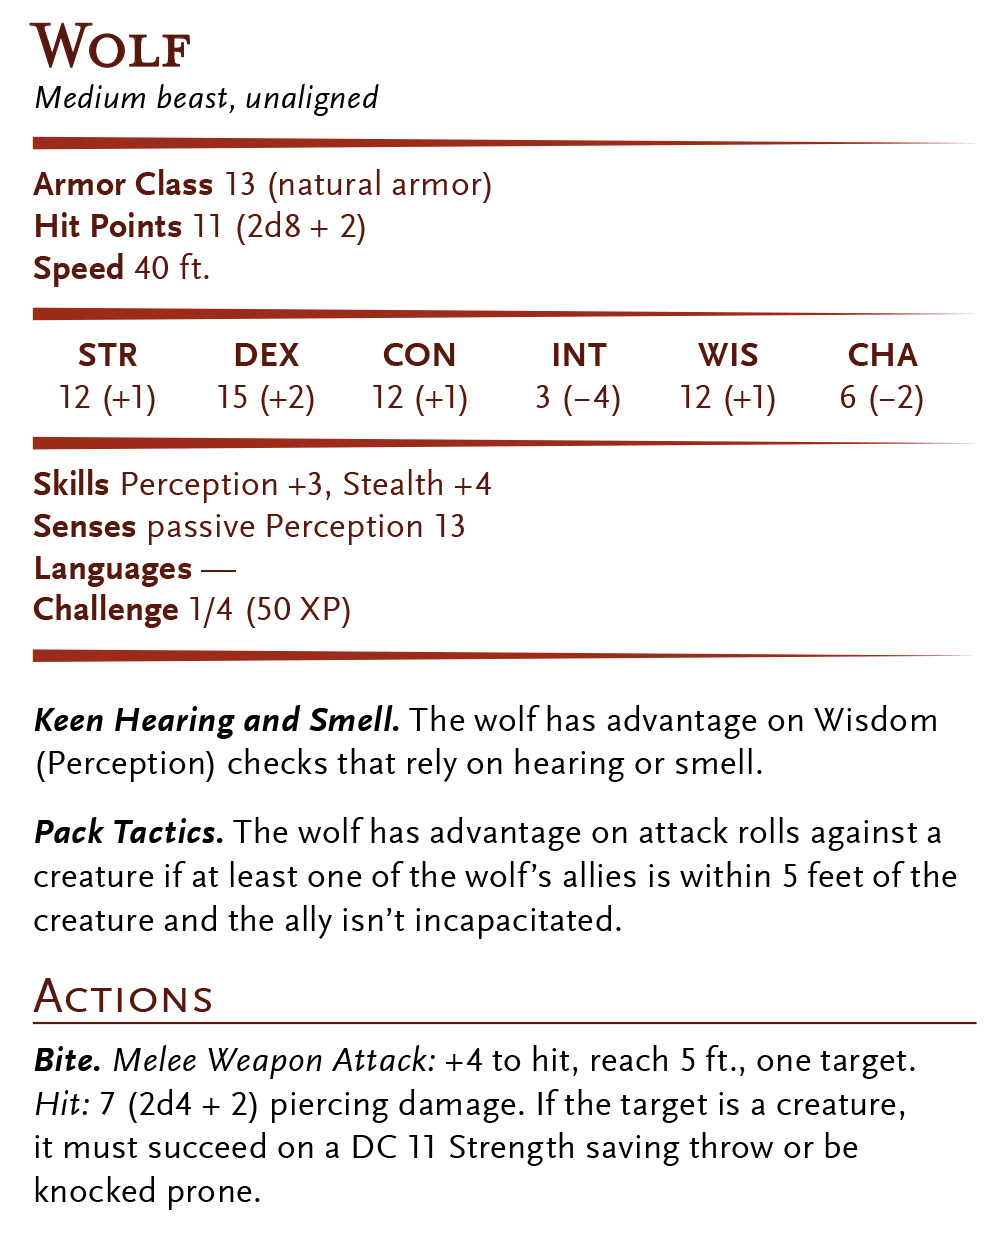 WOLF
Medium beast, unaligned
Armor Class 13 (natural armor)
Hit Points 11 (2d8 + 2)
Speed 40 ft.
STR DEX CON INT WIS CHA
12 (+1) 15 (+2) 12 (+1) 3 (−4) 12 (+1) 6 (−2)
Skills Perception +3, Stealth +4
Senses passive Perception 13
Languages —
Challenge 1/4 (50 XP)
Keen Hearing and Smell. The wolf has advantage on Wisdom
(Perception) checks that rely on hearing or smell.
Pack Tactics. The wolf has advantage on attack rolls against a
creature if at least one of the wolf’s allies is within 5 feet of the
creature and the ally isn’t incapacitated.
ACTIONS
Bite. Melee Weapon Attack: +4 to hit, reach 5 ft., one target.
Hit: 7 (2d4 + 2) piercing damage. If the target is a creature,
it must succeed on a DC 11 Strength saving throw or be
knocked prone.